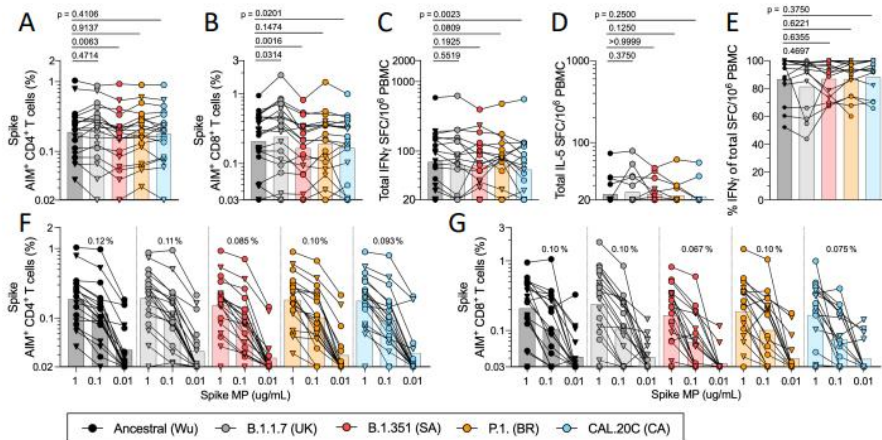 A
p = 0.4106
0.9137
0.0063
0.4714
Spike
AIM+ CD4+ T cells (%)
2
1
0.1
0.02
B
p = 0.0201
0.1474
0.0016
0.0314
Spike
AIM+ CD8+ T cells (%)
3
1
0.1
0.03
C
p = 0.0023
0.0809
0.1925
0.5519
Total IFNγ SFC/10⁶ PBMC
2000
1000
100
20
D
p = 0.2500
0.1250
>0.9999
0.3750
Total IL-5 SFC/10⁶ PBMC
1000
100
20
E
p = 0.3750
0.6221
0.6355
0.4697
% IFNγ of total SFC/10⁶ PBMC
100
80
60
40
20
0
F
Spike
AIM+ CD4+ T cells (%)
2
1
0.1
0.02
0.12 %
0.11 %
0.085 %
0.10 %
0.093%
1 0.1 0.01 1 0.1 0.01 1 0.1 0.01 1 0.1 0.01 1 0.1 0.01
Spike MP (ug/mL)
G
Spike
AIM+ CD8+ T cells (%)
3
1
0.1
0.03
0.10 %
0.10 %
0.067 %
0.10 %
0.075 %
1 0.1 0.01 1 0.1 0.01 1 0.1 0.01 1 0.1 0.01 1 0.1 0.01
Spike MP (ug/mL)
Ancestral (Wu) B.1.1.7 (UK) B.1.351 (SA) P.1. (BR) CAL.20C (CA)